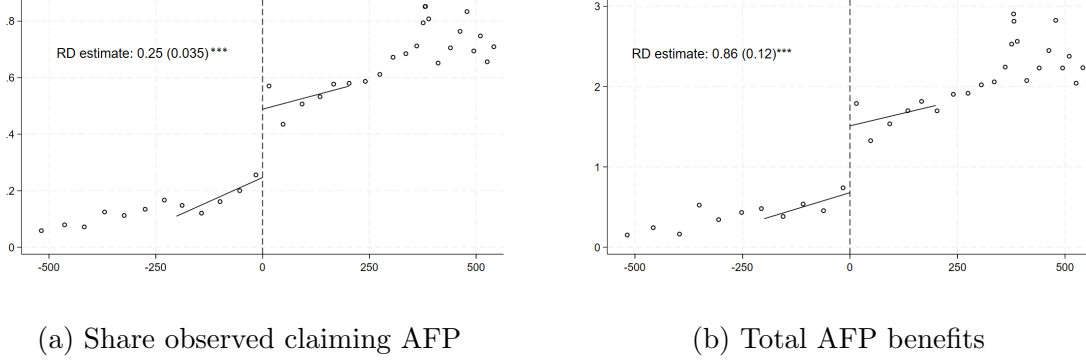 .8
.6
.4
.2
0
RD estimate: 0.25 (0.035)***
-500 -250 0 250 500
(a) Share observed claiming AFP
3
2
1
0
RD estimate: 0.86 (0.12)***
-500 -250 0 250 500
(b) Total AFP benefits